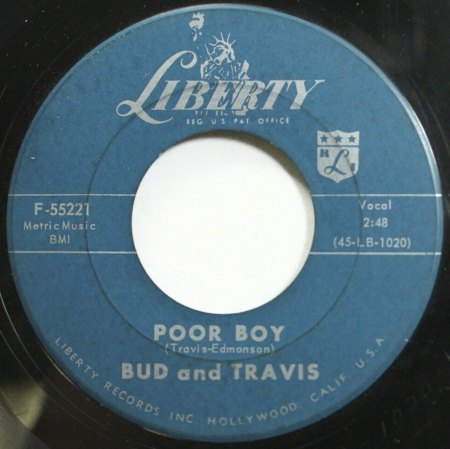 LIBERTY
REG. U.S. PAT. OFFICE
L
F-55221
Metric Music
BMI
Vocal
2:48
(45-LB-1020)
POOR BOY
(Travis-Edmonson)
BUD and TRAVIS
LIBERTY RECORDS INC. HOLLYWOOD, CALIF. U.S.A.